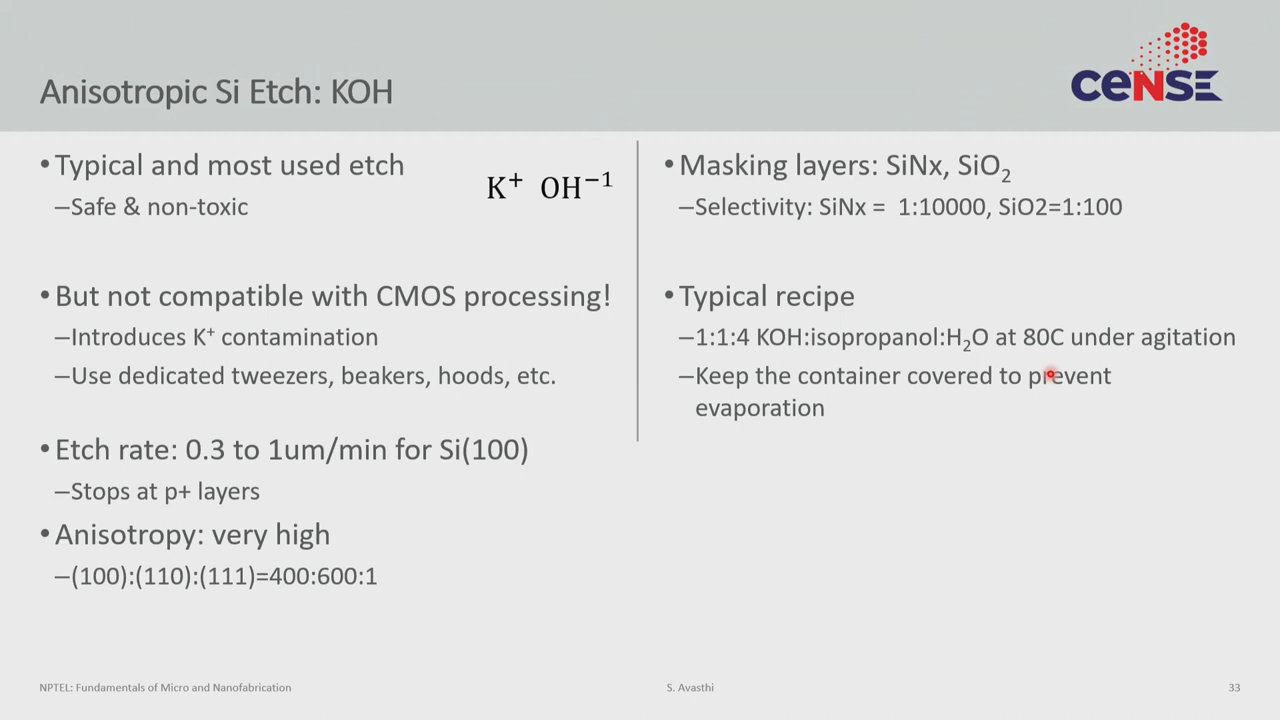 Anisotropic Si Etch: KOH
ceNSE
•Typical and most used etch
–Safe & non-toxic
K⁺ OH⁻¹
•But not compatible with CMOS processing!
–Introduces K⁺ contamination
–Use dedicated tweezers, beakers, hoods, etc.
•Etch rate: 0.3 to 1um/min for Si(100)
–Stops at p+ layers
•Anisotropy: very high
–(100):(110):(111)=400:600:1
•Masking layers: SiNx, SiO₂
–Selectivity: SiNx = 1:10000, SiO2=1:100
•Typical recipe
–1:1:4 KOH:isopropanol:H₂O at 80C under agitation
–Keep the container covered to prevent
evaporation
NPTEL: Fundamentals of Micro and Nanofabrication
S. Avasthi
33